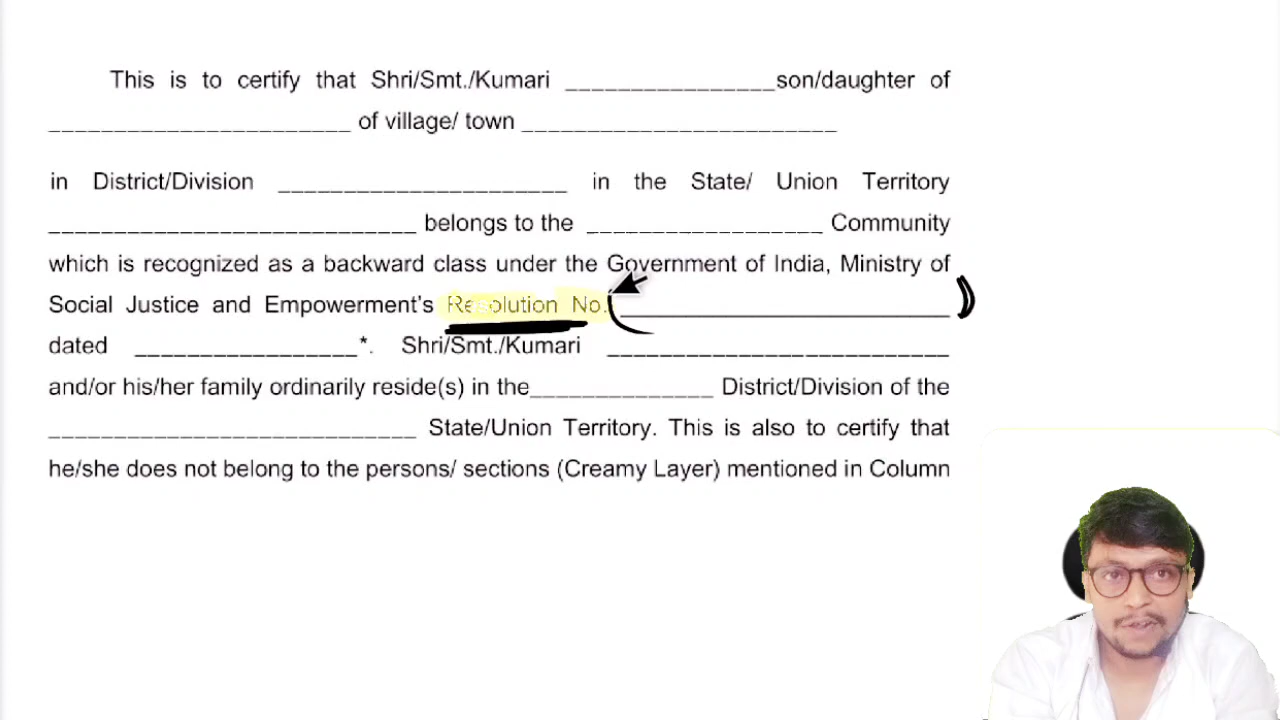 This is to certify that Shri/Smt./Kumari ________________son/daughter of
_______________________ of village/ town ________________________
in District/Division ______________________ in the State/ Union Territory
____________________________ belongs to the __________________ Community
which is recognized as a backward class under the Government of India, Ministry of
Social Justice and Empowerment's Resolution No. _________________________
dated _________________*. Shri/Smt./Kumari __________________________
and/or his/her family ordinarily reside(s) in the______________ District/Division of the
____________________________ State/Union Territory. This is also to certify that
he/she does not belong to the persons/ sections (Creamy Layer) mentioned in Column